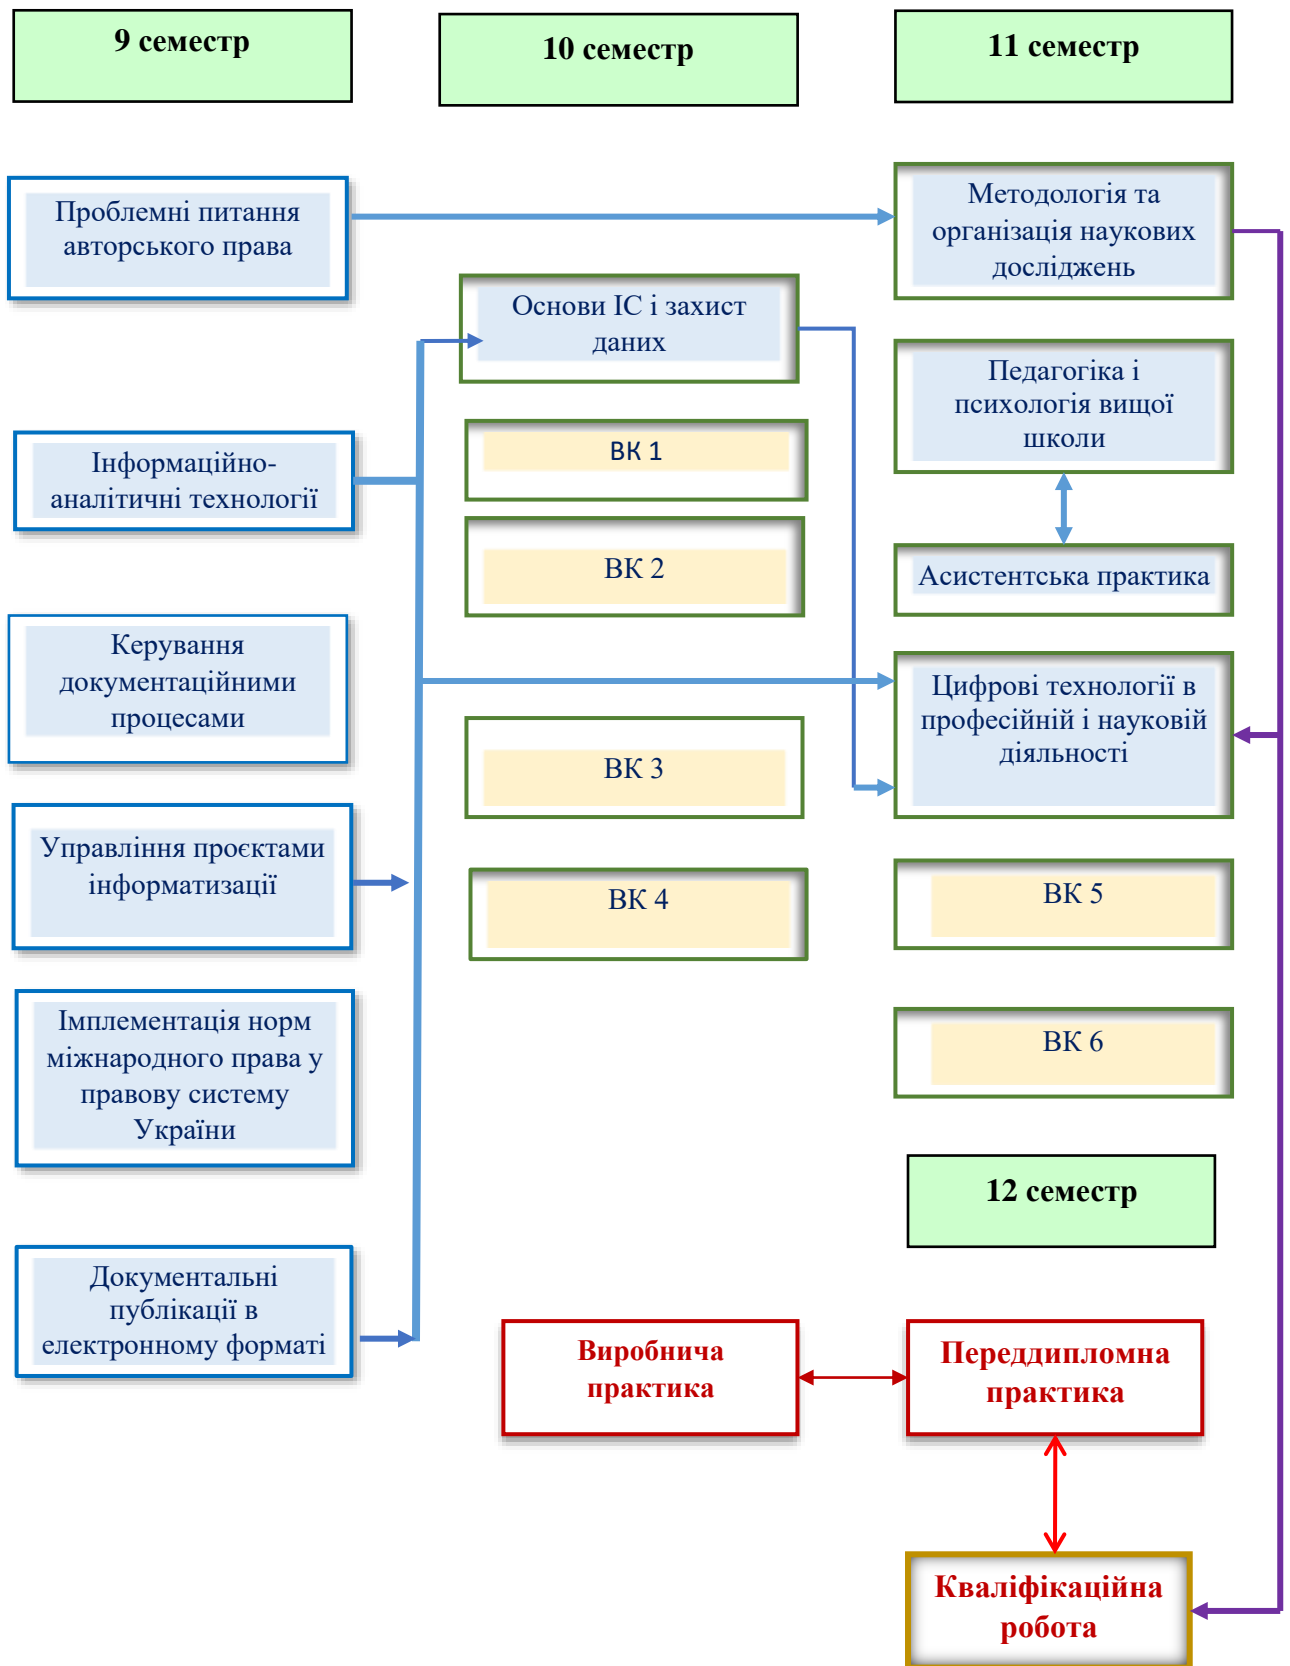 9 семестр
10 семестр
11 семестр
Проблемні питання
авторського права
Інформаційно-
аналітичні технології
Керування
документаційними
процесами
Управління проєктами
інформатизації
Імплементація норм
міжнародного права у
правову систему
України
Документальні
публікації в
електронному форматі
Основи ІС і захист
даних
ВК 1
ВК 2
ВК 3
ВК 4
Методологія та
організація наукових
досліджень
Педагогіка і
психологія вищої
школи
Асистентська практика
Цифрові технології в
професійній і науковій
діяльності
ВК 5
ВК 6
12 семестр
Виробнича
практика
Переддипломна
практика
Кваліфікаційна
робота